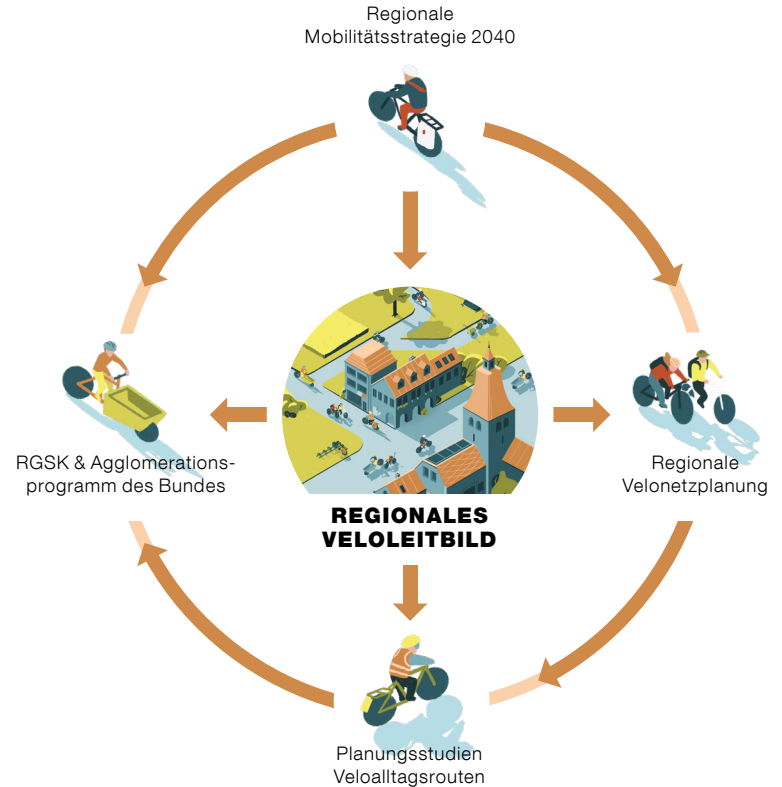 Regionale
Mobilitätsstrategie 2040
RGSK & Agglomerations-
programm des Bundes
REGIONALES
VELOLEITBILD
Regionale
Velonetzplanung
Planungsstudien
Veloalltagsrouten